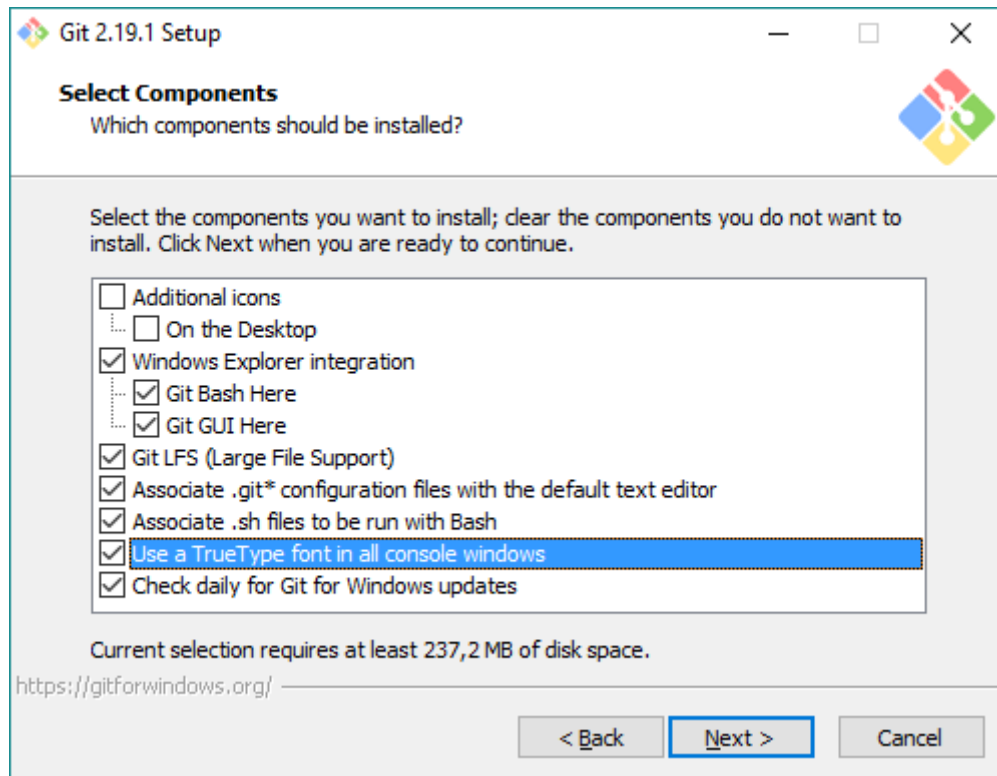 Git 2.19.1 Setup
Select Components
Which components should be installed?
Select the components you want to install; clear the components you do not want to
install. Click Next when you are ready to continue.
Additional icons
On the Desktop
Windows Explorer integration
Git Bash Here
Git GUI Here
Git LFS (Large File Support)
Associate .git* configuration files with the default text editor
Associate .sh files to be run with Bash
Use a TrueType font in all console windows
Check daily for Git for Windows updates
Current selection requires at least 237,2 MB of disk space.
https://gitforwindows.org/
< Back
Next >
Cancel